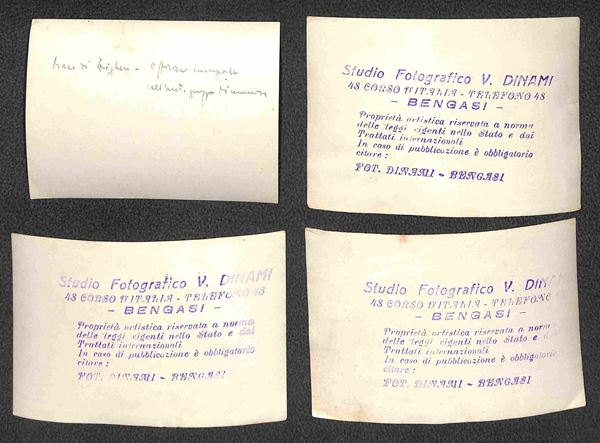 Studio Fotografico V. DINAMI
48 CORSO D'ITALIA - TELEFONO 48
- BENGASI -
Proprietà artistica riservata a norma
delle leggi vigenti nello Stato e dai
Trattati internazionali
In caso di pubblicazione è obbligatorio
citare :
FOT. DINAMI - BENGASI
Studio Fotografico V. DINAMI
48 CORSO D'ITALIA - TELEFONO 48
- BENGASI -
Proprietà artistica riservata a norma
delle leggi vigenti nello Stato e dai
Trattati internazionali
In caso di pubblicazione è obbligatorio
citare :
FOT. DINAMI - BENGASI
Studio Fotografico V. DINAM
48 CORSO D'ITALIA - TELEFONO
- BENGASI -
Proprietà artistica riservata a norma
delle leggi vigenti nello Stato e da
Trattati internazionali
In caso di pubblicazione è obbligatorio
citare :
FOT. DINAMI - BENGASI